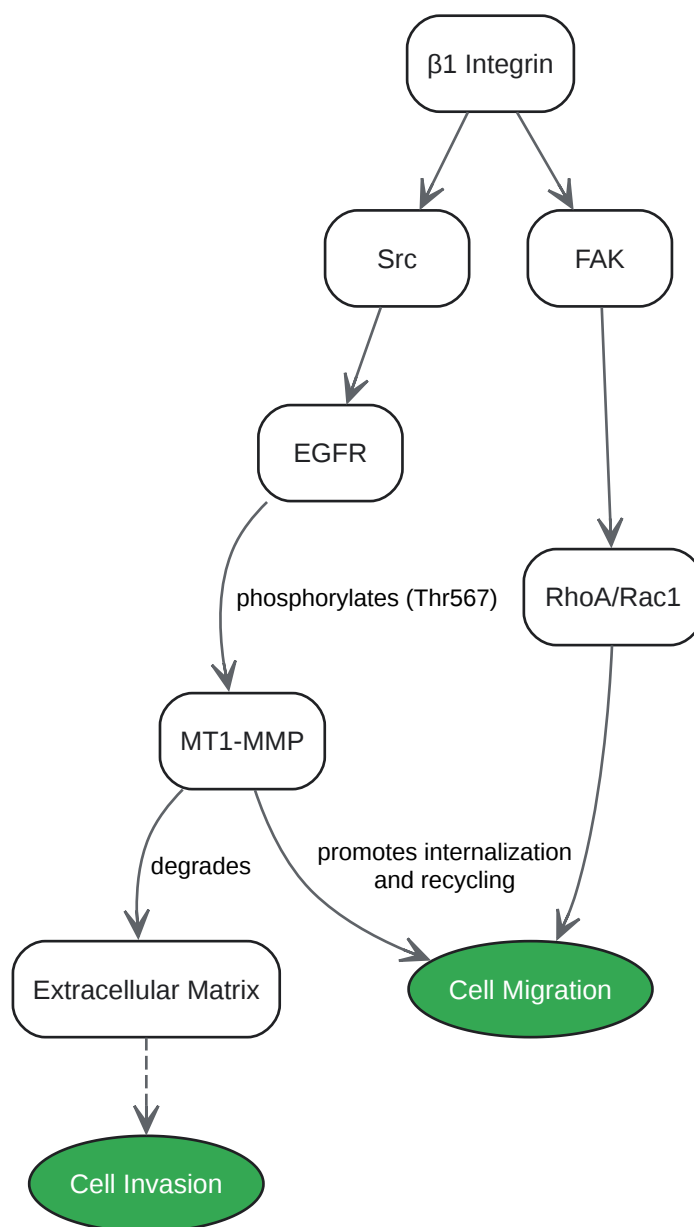 β1 Integrin
Src
FAK
EGFR
phosphorylates (Thr567)
RhoA/Rac1
MT1-MMP
degrades
promotes internalization
and recycling
Extracellular Matrix
Cell Migration
Cell Invasion